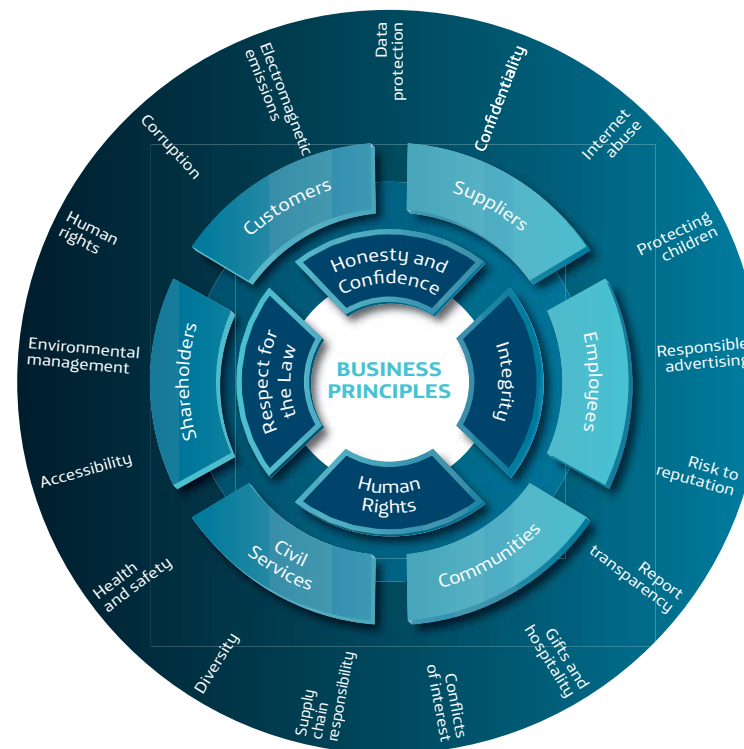 BUSINESS
PRINCIPLES
Honesty and
Confidence
Integrity
Human
Rights
Respect for
the Law
Customers
Suppliers
Employees
Communities
Civil
Services
Shareholders
Data
protection
Confidentiality
Internet
abuse
Protecting
children
Responsible
advertising
Risk to
reputation
Report
transparency
Gifts and
hospitality
Conflicts
of interest
Supply
chain
responsibility
Diversity
Health
and safety
Accessibility
Environmental
management
Human
rights
Corruption
Electromagnetic
emissions